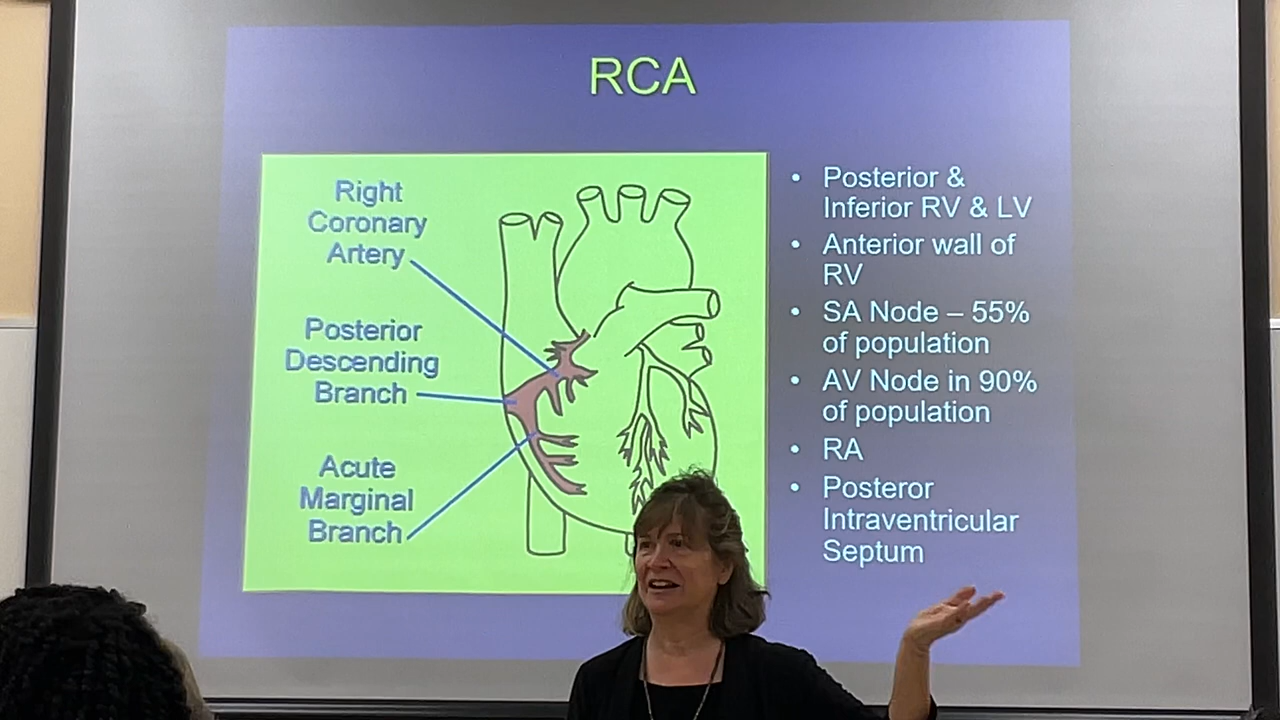 RCA
Right
Coronary
Artery
Posterior
Descending
Branch
Acute
Marginal
Branch
• Posterior &
Inferior RV & LV
• Anterior wall of
RV
• SA Node – 55%
of population
• AV Node in 90%
of population
• RA
• Posteror
Intraventricular
Septum